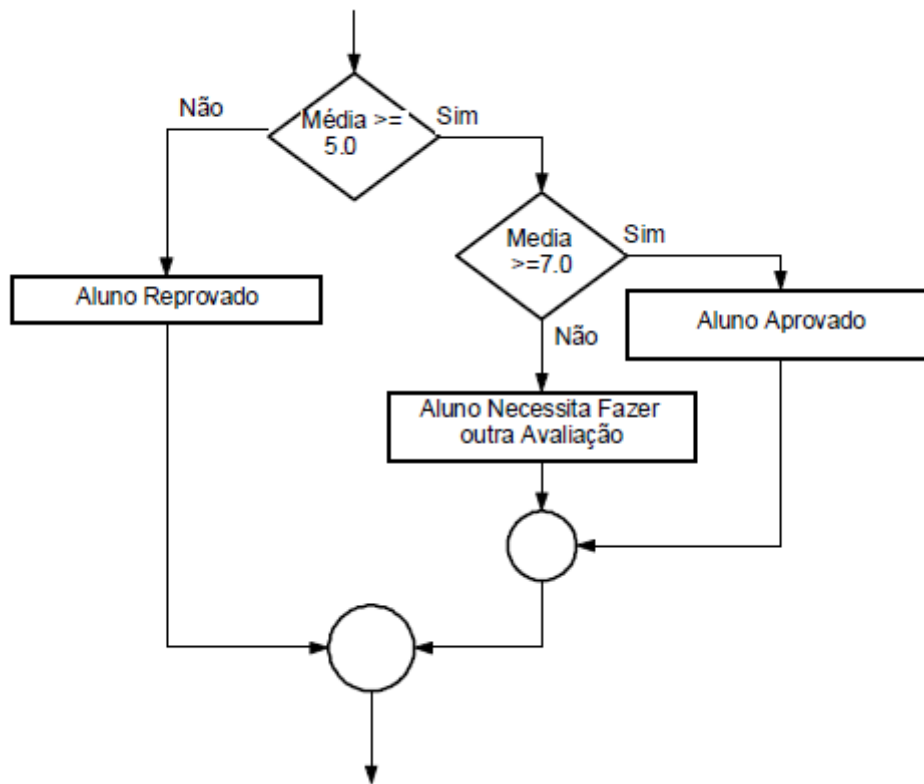 Não
Média >=
5.0
Sim
Media
>=7.0
Sim
Aluno Reprovado
Aluno Aprovado
Não
Aluno Necessita Fazer
outra Avaliação